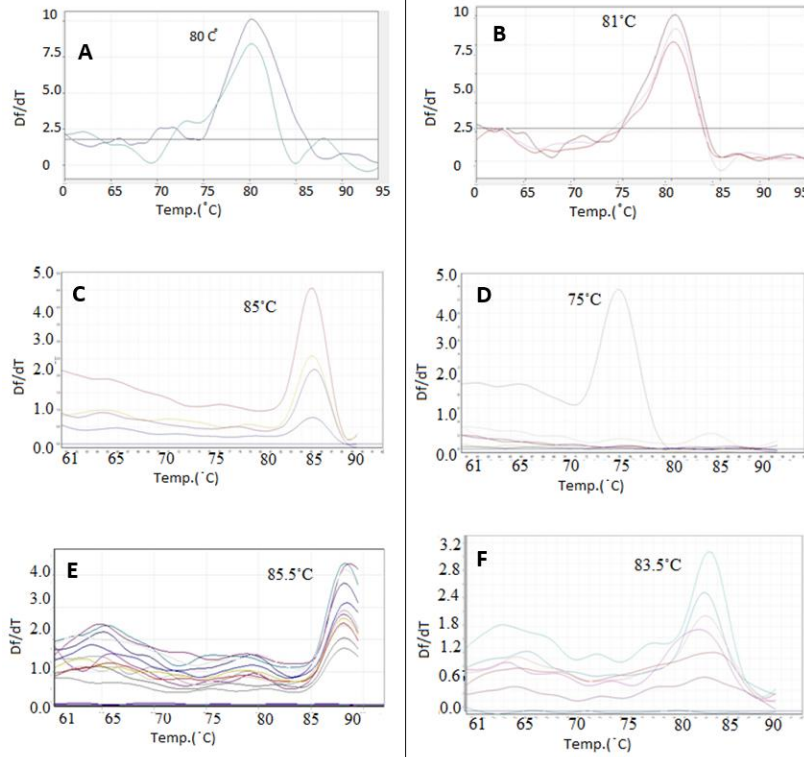 A
80 C°
Df/dT
10
7.5
5.0
2.5
0
0 65 70 75 80 85 90 95
Temp.(˚C)
B
81°C
Df/dT
10
7.5
5.0
2.5
0
60 65 70 75 80 85 90 95
Temp.(˚C)
C
85˚C
Df/dT
5.0
4.0
3.0
2.0
1.0
0.0
61 65 70 75 80 85 90
Temp.(˙C)
D
75˚C
Df/dT
5.0
4.0
3.0
2.0
1.0
0.0
61 65 70 75 80 85 90
Temp.(˙C)
E
85.5˚C
Df/dT
4.0
3.0
2.0
1.0
0.0
61 65 70 75 80 85 90
Temp.(˙C)
F
83.5˚C
Df/dT
3.2
2.8
2.4
1.8
1.2
0.6
0.0
61 65 70 75 80 82 85 90
Temp.(˙C)